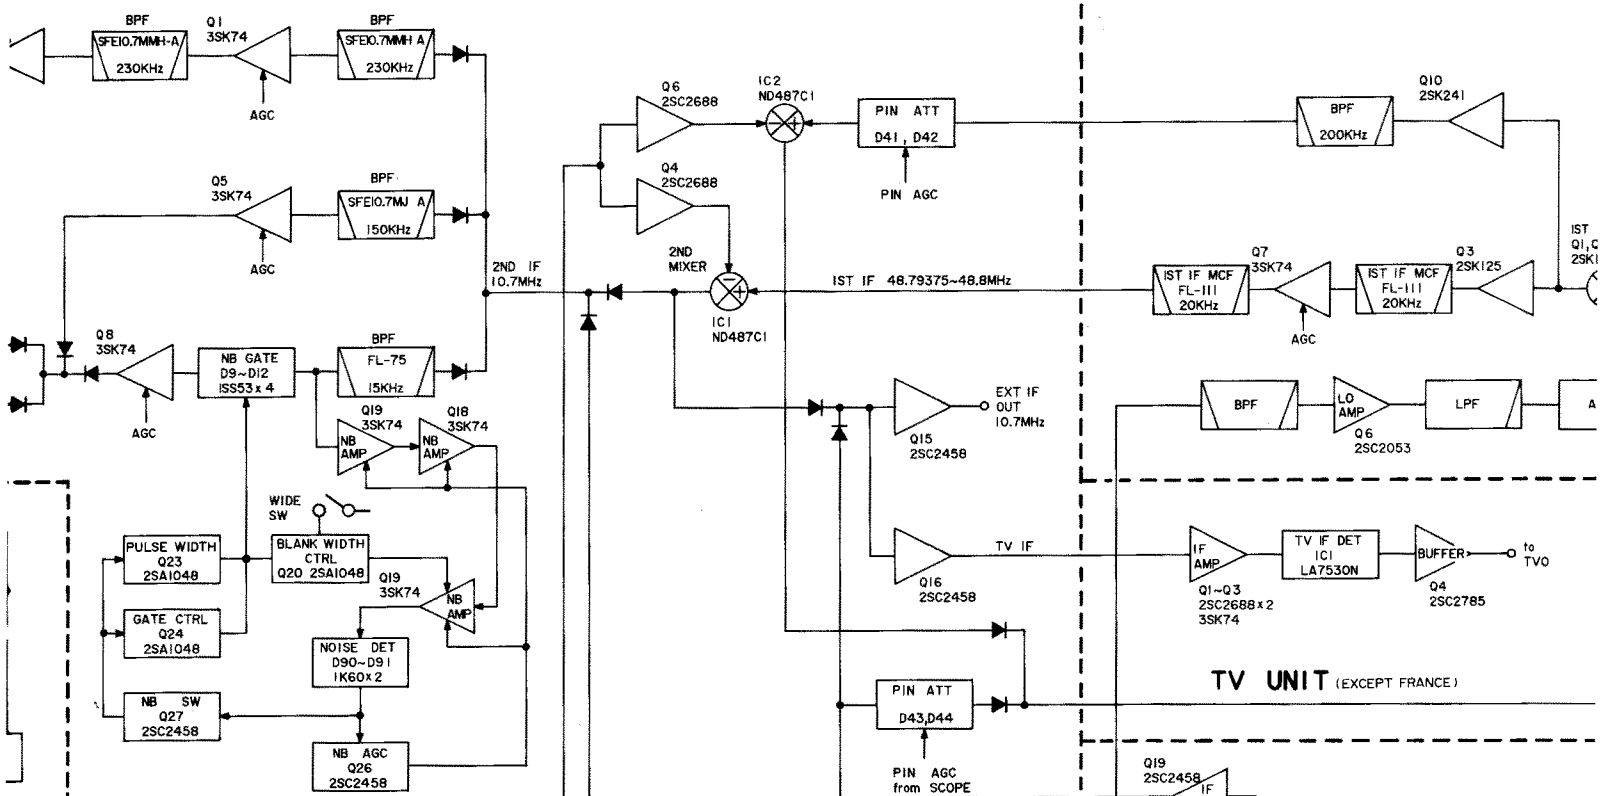 BPF
SFE10.7MMH-A
230KHz
Q1
3SK74
AGC
BPF
SFE10.7MMH A
230KHz
Q6
2SC2688
IC2
ND487C1
PIN ATT
D41, D42
PIN AGC
Q10
2SK241
BPF
200KHz
Q5
3SK74
AGC
BPF
SFE10.7MJ A
150KHz
Q4
2SC2688
2ND IF
10.7MHz
2ND
MIXER
IC1
ND487C1
1ST IF 48.79375~48.8MHz
1ST IF MCF
FL-111
20KHz
Q7
3SK74
AGC
1ST IF MCF
FL-111
20KHz
Q3
2SK125
1ST
Q8
3SK74
AGC
NB GATE
D9~D12
1SS53x4
BPF
FL-75
15KHz
Q19
3SK74
NB
AMP
Q18
3SK74
NB
AMP
EXT IF
OUT
10.7MHz
Q15
2SC2458
BPF
LO
AMP
Q6
2SC2053
LPF
A
WIDE
SW
PULSE WIDTH
Q23
2SA1048
BLANK WIDTH
CTRL
Q20 2SA1048
Q19
3SK74
NB
AMP
GATE CTRL
Q24
2SA1048
NOISE DET
D90~D91
1K60x2
NB SW
Q27
2SC2458
NB AGC
Q26
2SC2458
Q16
2SC2458
TV IF
IF
AMP
Q1~Q3
2SC2688x2
3SK74
TV IF DET
IC1
LA7530N
BUFFER
Q4
2SC2785
to
TVO
TV UNIT (EXCEPT FRANCE)
PIN ATT
D43,D44
PIN AGC
from SCOPE
Q19
2SC2458
IF